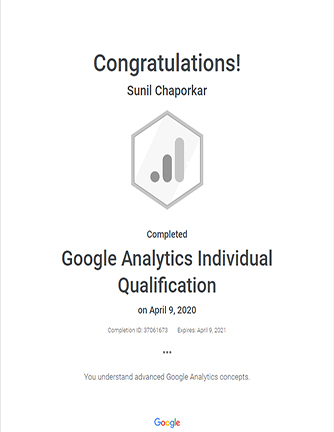 Congratulations!
Sunil Chaporkar
Completed
Google Analytics Individual
Qualification
on April 9, 2020
Completion ID: 37061673 Expires: April 9, 2021
...
You understand advanced Google Analytics concepts.
Google